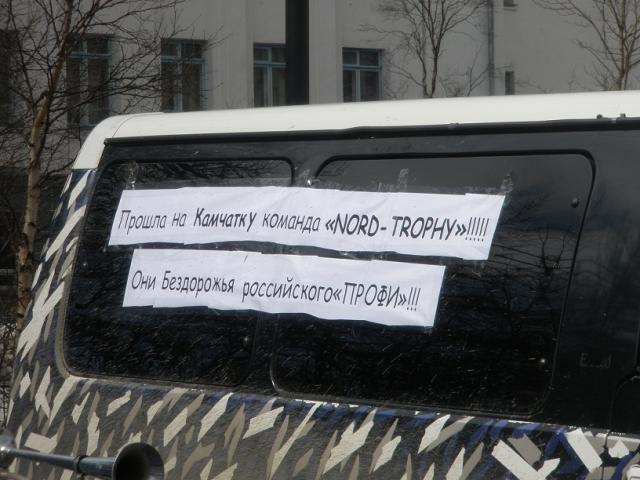 Прошла на Камчатку команда «NORD-TROPHY»!!!!!
Они Бездорожья российского«ПРОФИ»!!!